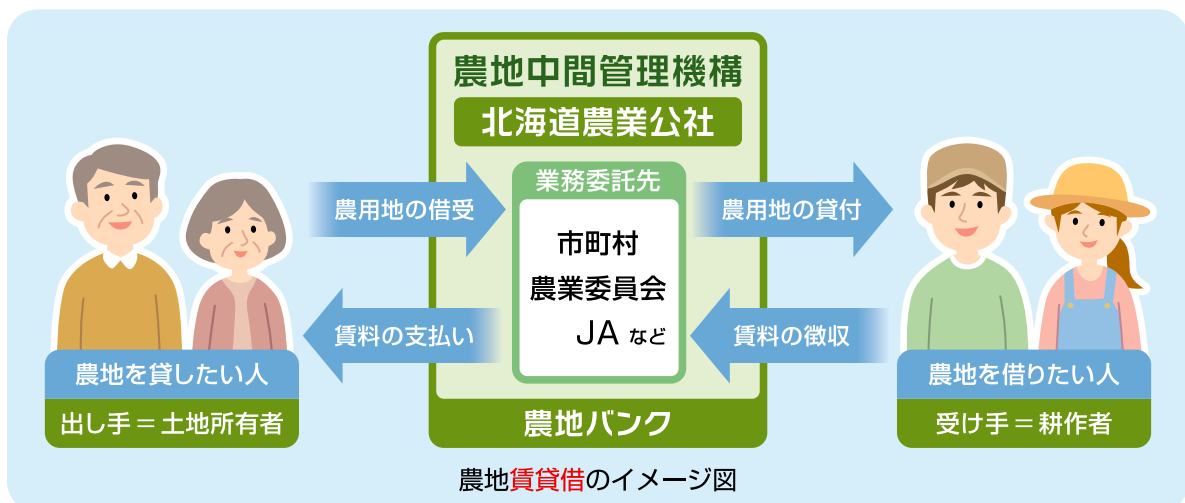 農地中間管理機構
北海道農業公社
業務委託先
市町村
農業委員会
JA など
農地バンク
農用地の借受
農用地の貸付
賃料の支払い
賃料の徴収
農地を貸したい人
出し手=土地所有者
農地を借りたい人
受け手=耕作者
農地賃貸借のイメージ図